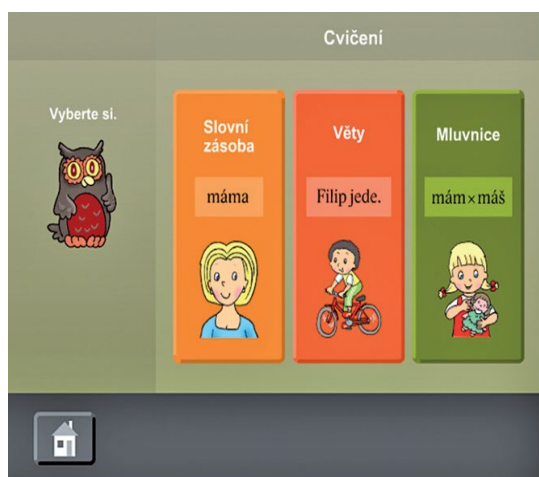 Cvičení
Vyberte si.
Slovní
zásoba
máma
Věty
Filip jede.
Mluvnice
mám×máš